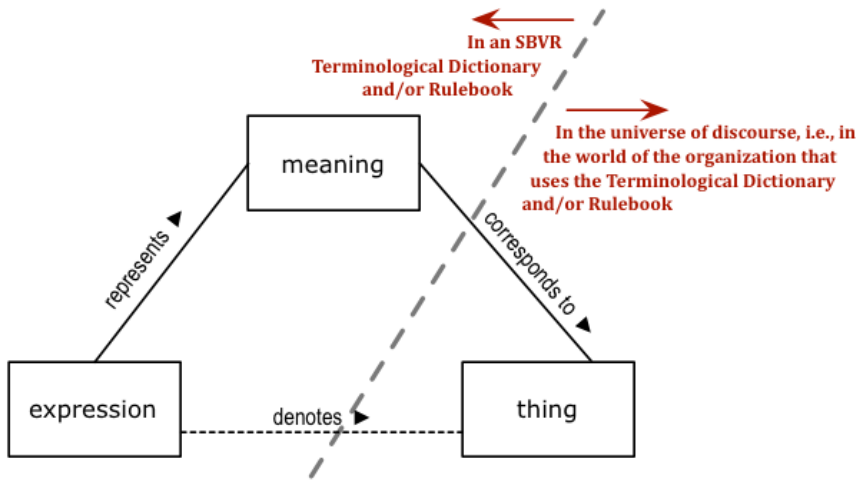 In an SBVR
Terminological Dictionary
and/or Rulebook
In the universe of discourse, i.e., in
the world of the organization that
uses the Terminological Dictionary
and/or Rulebook
meaning
represents
corresponds to
expression
denotes
thing